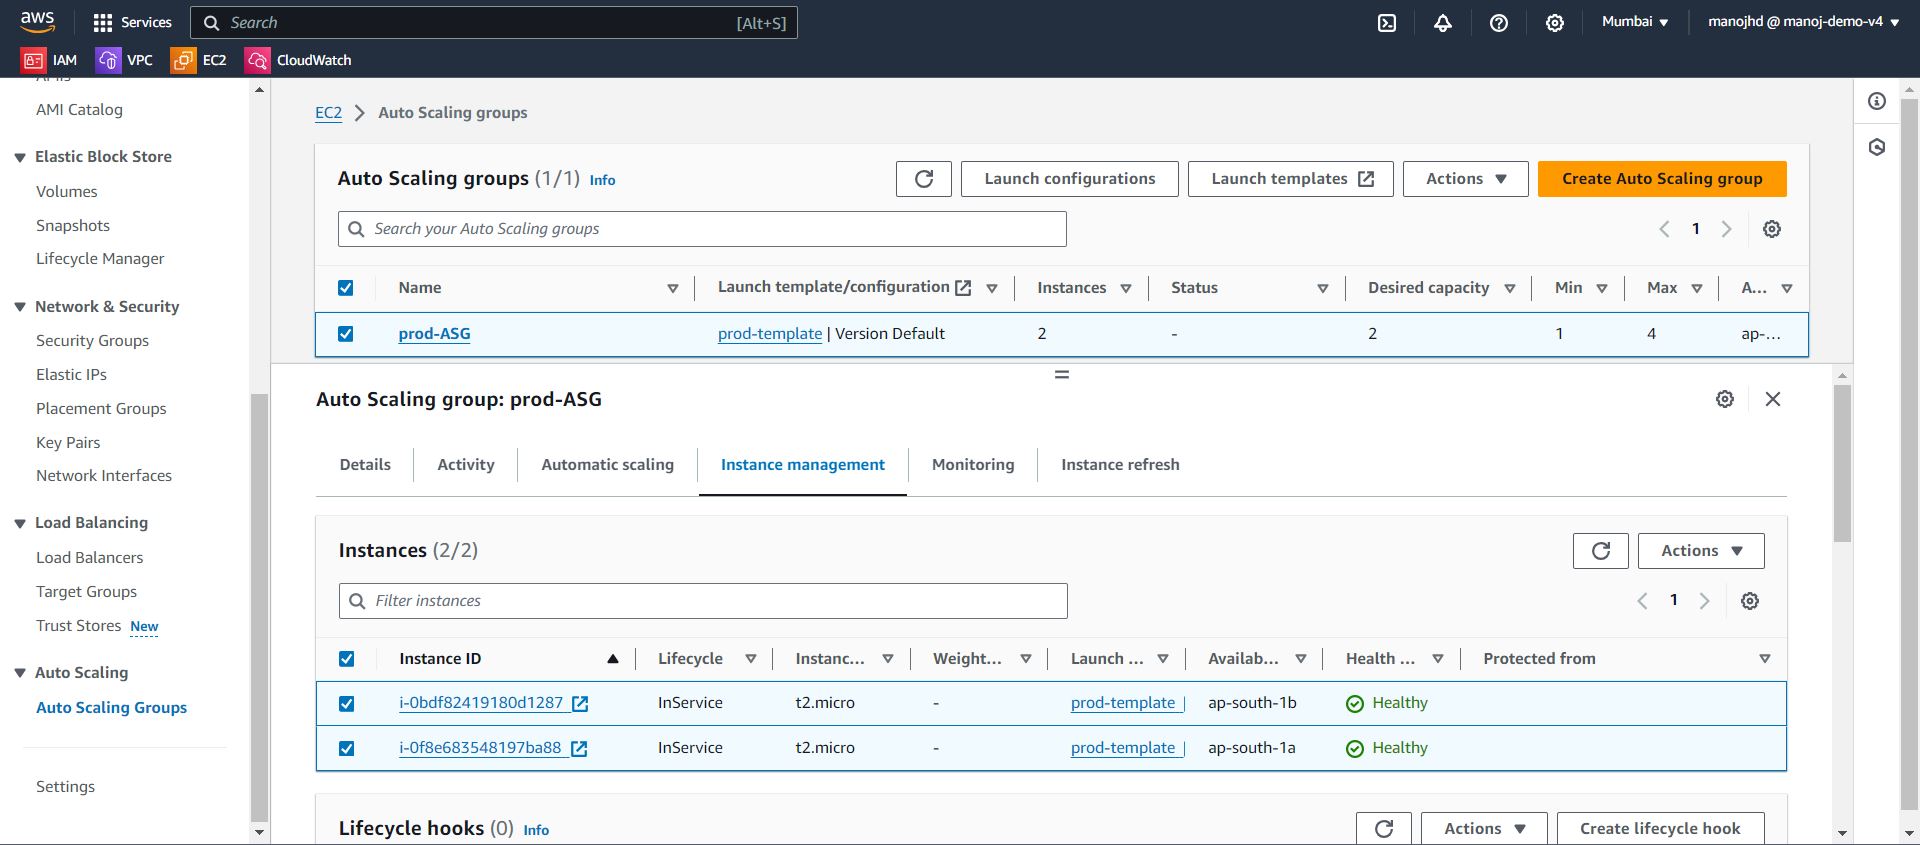 aws
Services
Search
[Alt+S]
Mumbai
manojhd @ manoj-demo-v4
IAM
VPC
EC2
CloudWatch
AMIs
AMI Catalog
Elastic Block Store
Volumes
Snapshots
Lifecycle Manager
Network & Security
Security Groups
Elastic IPs
Placement Groups
Key Pairs
Network Interfaces
Load Balancing
Load Balancers
Target Groups
Trust Stores New
Auto Scaling
Auto Scaling Groups
Settings
EC2
Auto Scaling groups
Auto Scaling groups (1/1) Info
Launch configurations
Launch templates
Actions
Create Auto Scaling group
Search your Auto Scaling groups
1
Name
Launch template/configuration
Instances
Status
Desired capacity
Min
Max
A...
prod-ASG
prod-template | Version Default
2
-
2
1
4
ap-...
Auto Scaling group: prod-ASG
Details
Activity
Automatic scaling
Instance management
Monitoring
Instance refresh
Instances (2/2)
Actions
Filter instances
1
Instance ID
Lifecycle
Instanc...
Weight...
Launch ...
Availab...
Health ...
Protected from
i-0bdf82419180d1287
InService
t2.micro
-
prod-template |
ap-south-1b
Healthy
i-0f8e683548197ba88
InService
t2.micro
-
prod-template |
ap-south-1a
Healthy
Lifecycle hooks (0) Info
Actions
Create lifecycle hook